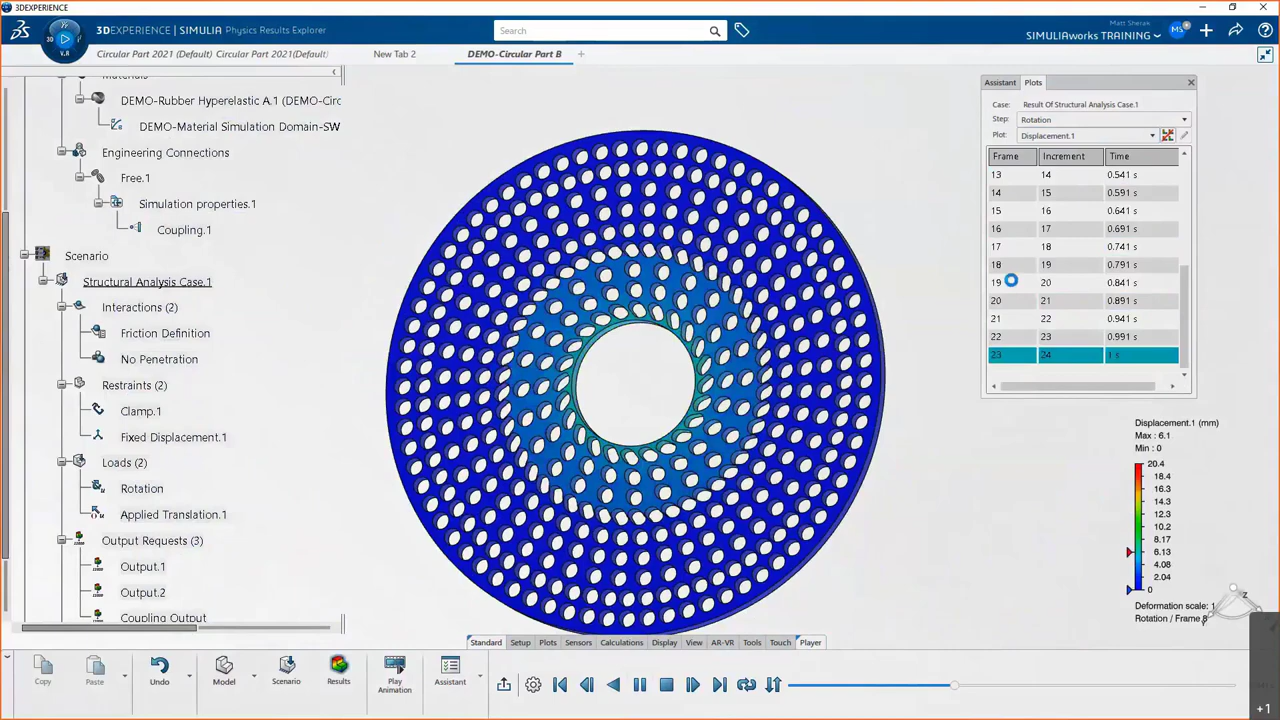 3DEXPERIENCE
3DEXPERIENCE | SIMULIA Physics Results Explorer
V.R
Search
Matt Sherak
SIMULIAworks TRAINING
MS
Circular Part 2021 (Default) Circular Part 2021(Default)
New Tab 2
DEMO-Circular Part B
Materials
DEMO-Rubber Hyperelastic A.1 (DEMO-Circ
DEMO-Material Simulation Domain-SW
Engineering Connections
Free.1
Simulation properties.1
Coupling.1
Scenario
Structural Analysis Case.1
Interactions (2)
Friction Definition
No Penetration
Restraints (2)
Clamp.1
Fixed Displacement.1
Loads (2)
Rotation
Applied Translation.1
Output Requests (3)
Output.1
Output.2
Coupling Output
Assistant Plots
Case: Result Of Structural Analysis Case.1
Step: Rotation
Plot: Displacement.1
Frame Increment Time
13 14 0.541 s
14 15 0.591 s
15 16 0.641 s
16 17 0.691 s
17 18 0.741 s
18 19 0.791 s
19 20 0.841 s
20 21 0.891 s
21 22 0.941 s
22 23 0.991 s
23 24 1 s
Displacement.1 (mm)
Max : 6.1
Min : 0
20.4
18.4
16.3
14.3
12.3
10.2
8.17
6.13
4.08
2.04
0
Z
Deformation scale: 1
Rotation / Frame 8
Standard Setup Plots Sensors Calculations Display View AR-VR Tools Touch Player
Copy
Paste
Undo
Model
Scenario
Results
Play Animation
Assistant
+1